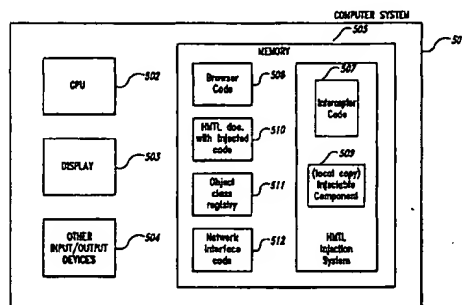 COMPUTER SYSTEM
505
50
MEMORY
CPU
502
Browser
Code
506
507
Interceptor
Code
HMTL doc.
with injected
code
510
DISPLAY
503
509
(local copy)
Injectable
Component
Object
class
registry
511
OTHER
INPUT/OUTPUT
DEVICES
504
Network
interface
code
512
HMTL
Injection
System